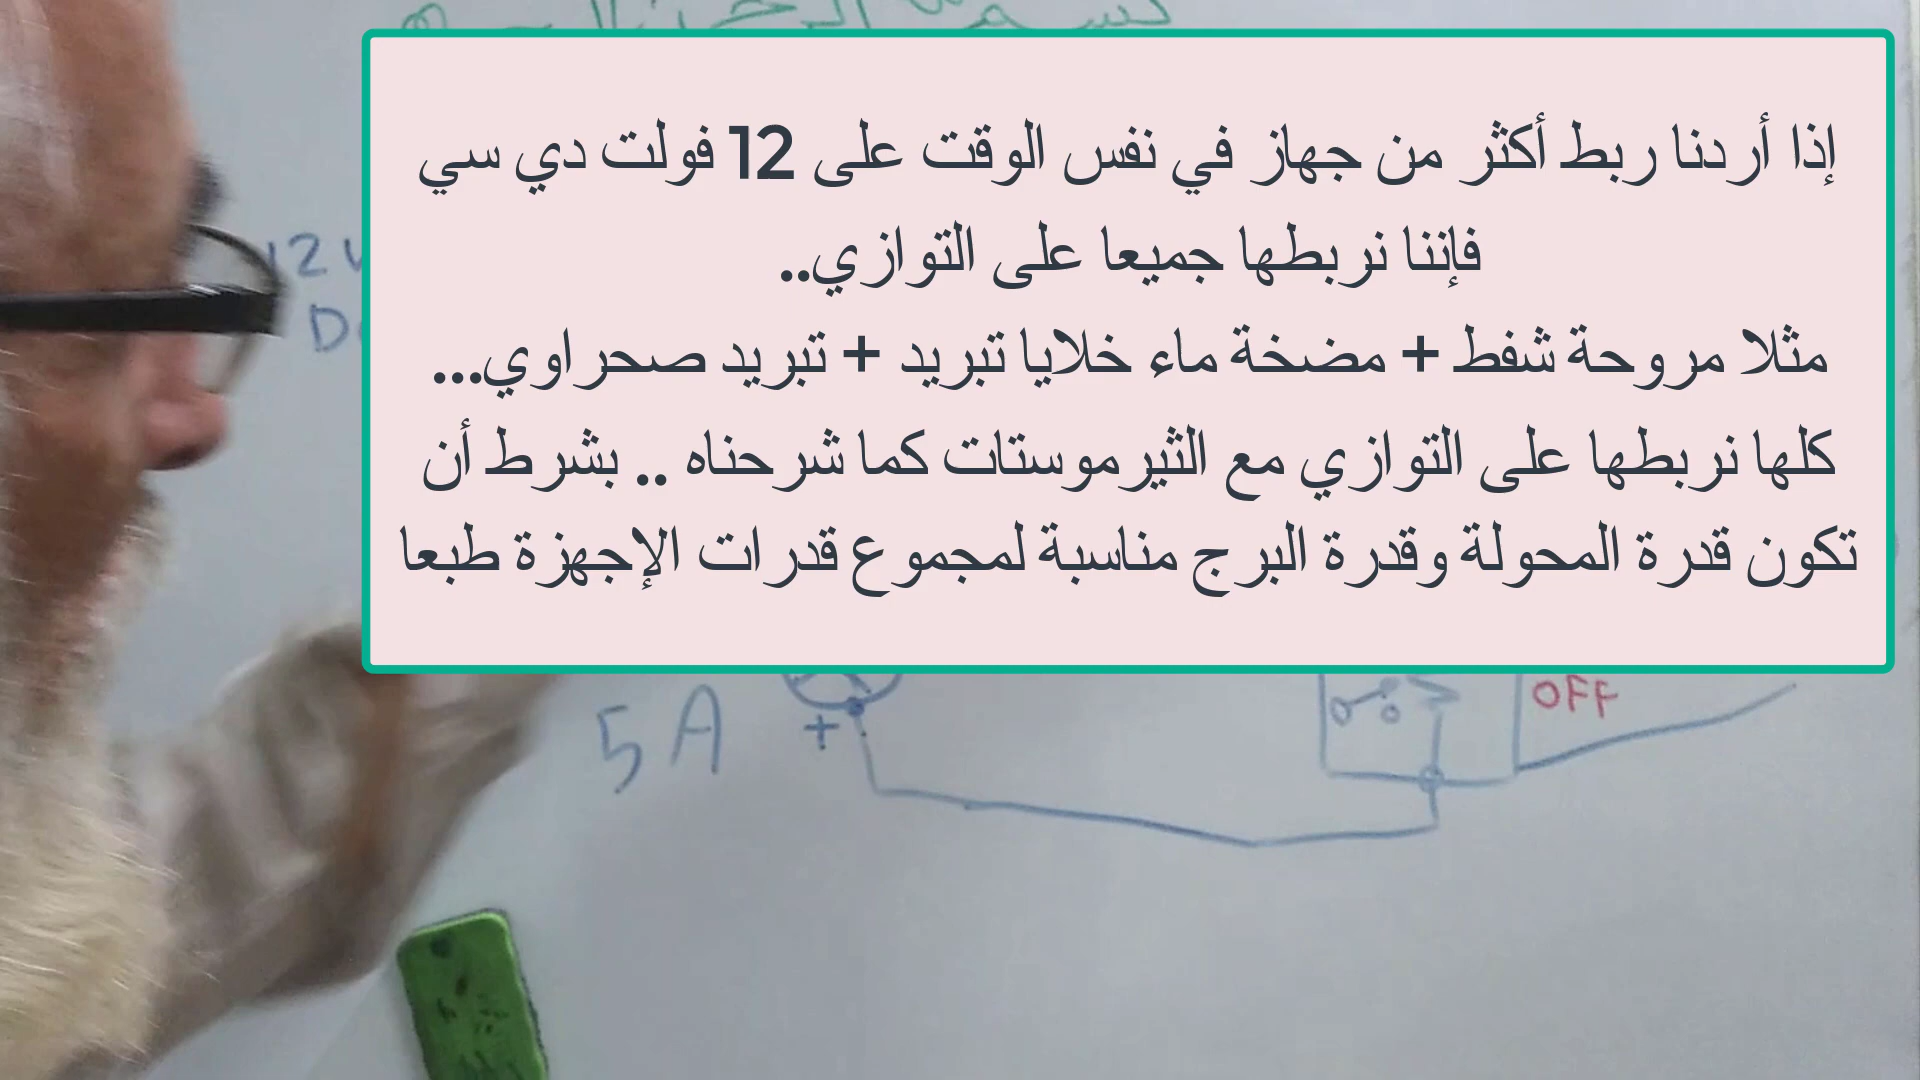 إذا أردنا ربط أكثر من جهاز في نفس الوقت على 12 فولت دي سي
فإننا نربطها جميعا على التوازي..
مثلا مروحة شفط + مضخة ماء خلايا تبريد + تبريد صحراوي...
كلها نربطها على التوازي مع الثيرموستات كما شرحناه .. بشرط أن
تكون قدرة المحولة وقدرة البرج مناسبة لمجموع قدرات الإجهزة طبعا
12 V
5 A
+
OFF